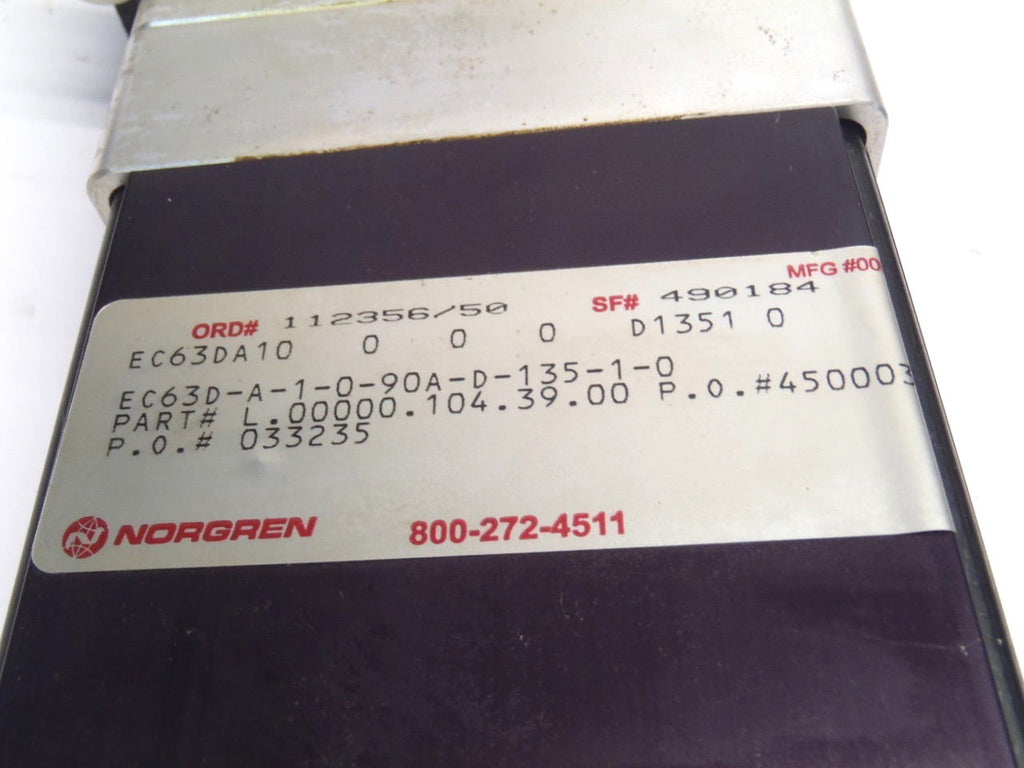 MFG #00
ORD# 112356/50 SF# 490184
EC63DA10 0 0 0 D1351 0
EC63D-A-1-0-90A-D-135-1-0
PART# L.00000.104.39.00 P.O.#450003
P.O.# 033235
NORGREN 800-272-4511